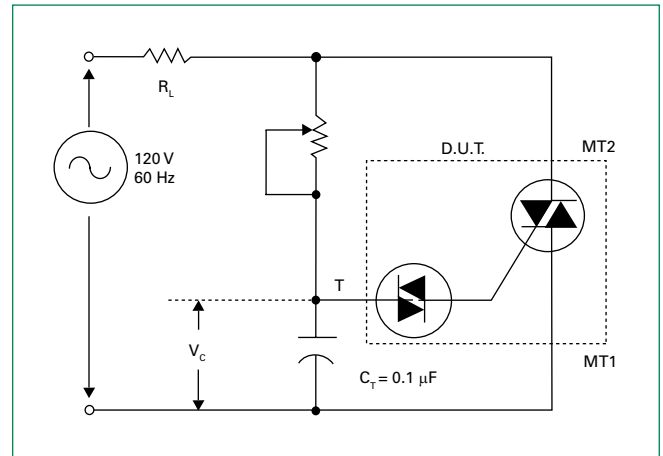 R_L
120 V
60 Hz
D.U.T.
MT2
T
V_C
C_T = 0.1 µF
MT1